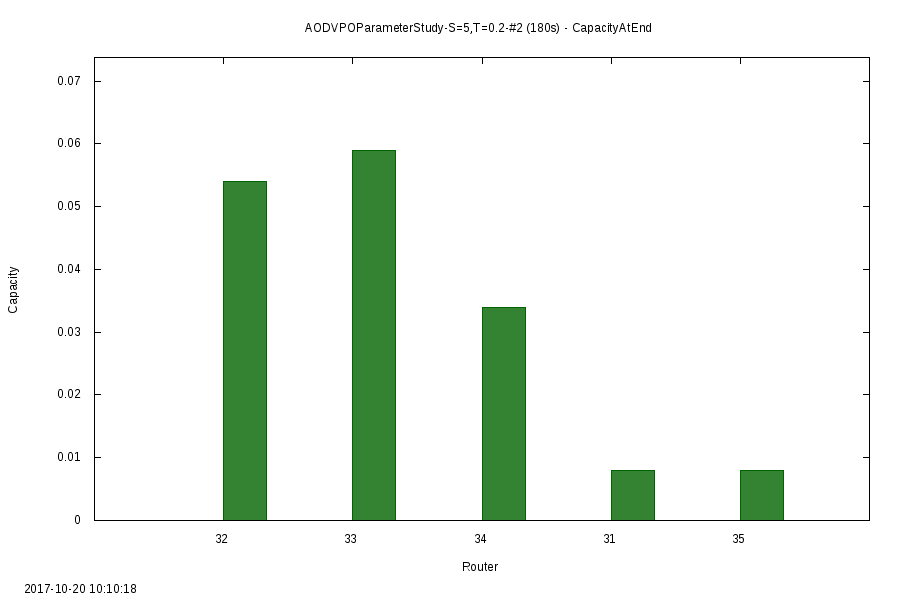 AODVPOParameterStudy-S=5,T=0.2-#2 (180s) - CapacityAtEnd
0.07
0.06
0.05
0.04
0.03
0.02
0.01
0
Capacity
32 33 34 31 35
Router
2017-10-20 10:10:18